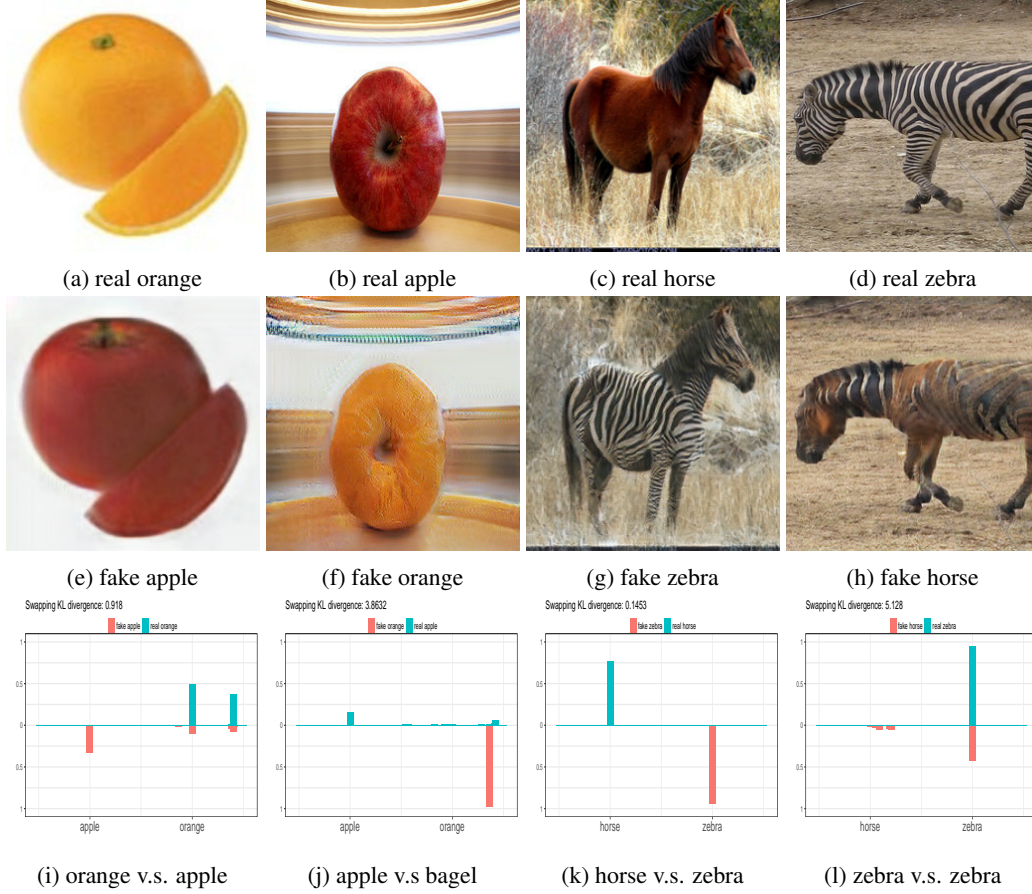 (a) real orange
(b) real apple
(c) real horse
(d) real zebra
(e) fake apple
(f) fake orange
(g) fake zebra
(h) fake horse
Swapping KL divergence: 0.918
fake apple real orange
1
0.5
0
0.5
1
apple orange
Swapping KL divergence: 3.8632
fake orange real apple
1
0.5
0
0.5
1
apple orange
Swapping KL divergence: 0.1453
fake zebra real horse
1
0.5
0
0.5
1
horse zebra
Swapping KL divergence: 5.128
fake horse real zebra
1
0.5
0
0.5
1
horse zebra
(i) orange v.s. apple
(j) apple v.s bagel
(k) horse v.s. zebra
(l) zebra v.s. zebra